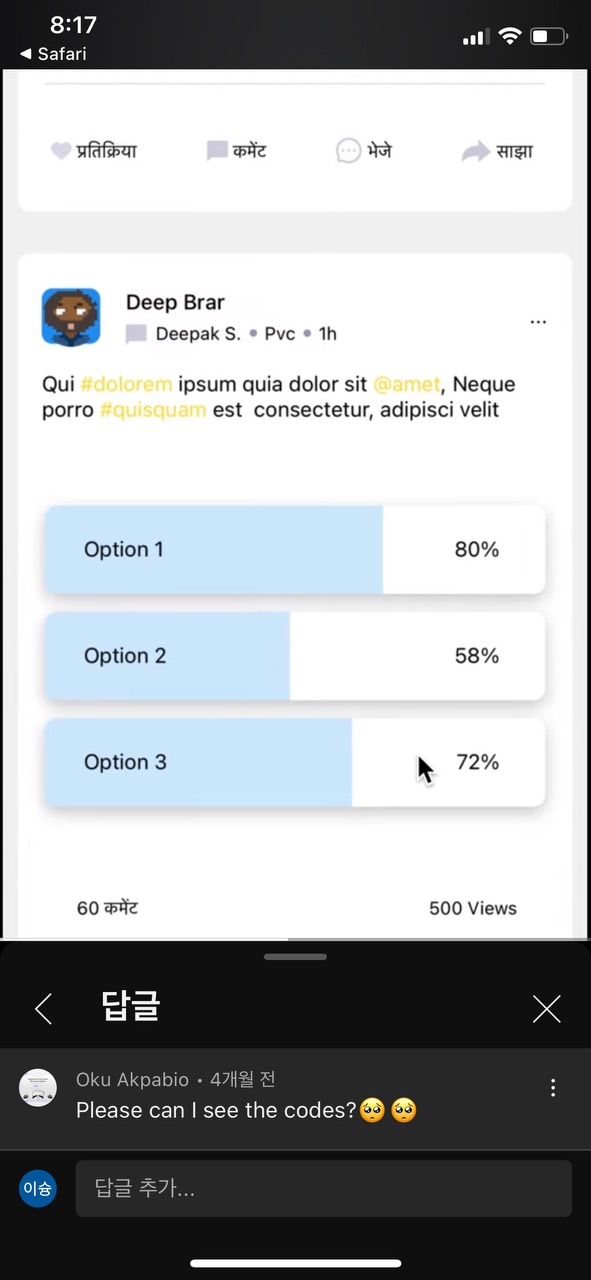 8:17
◀ Safari
प्रतिक्रिया कमेंट भेजे साझा
Deep Brar
Deepak S. • Pvc • 1h
...
Qui #dolorem ipsum quia dolor sit @amet, Neque
porro #quisquam est consectetur, adipisci velit
Option 1 80%
Option 2 58%
Option 3 72%
60 कमेंट 500 Views
답글
Oku Akpabio • 4개월 전
Please can I see the codes?🥺 🥺
이승 답글 추가...